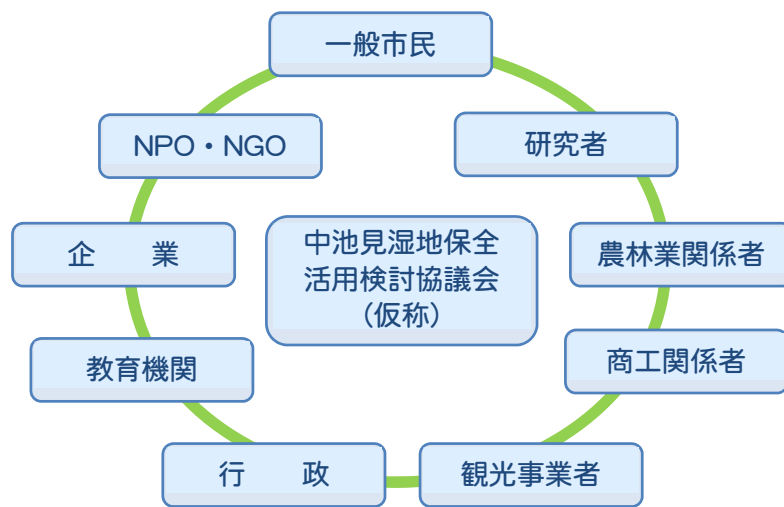 一般市民
NPO・NGO
研究者
企　　業
中池見湿地保全
活用検討協議会
（仮称）
農林業関係者
教育機関
商工関係者
行　　政
観光事業者